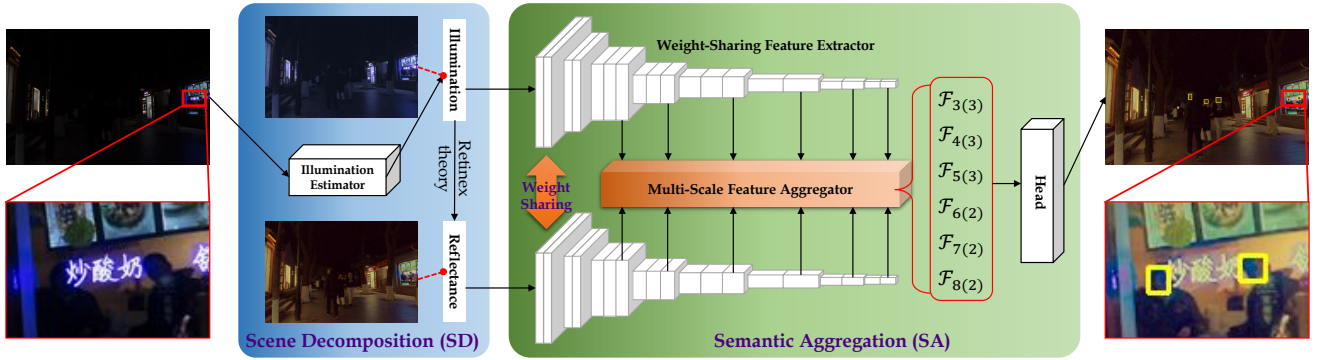 炒酸奶
Illumination
Estimator
Illumination
Retinex
theory
Reflectance
Scene Decomposition (SD)
Weight-Sharing Feature Extractor
Weight
Sharing
Multi-Scale Feature Aggregator
ℱ3(3)
ℱ4(3)
ℱ5(3)
ℱ6(2)
ℱ7(2)
ℱ8(2)
Head
Semantic Aggregation (SA)
炒酸奶